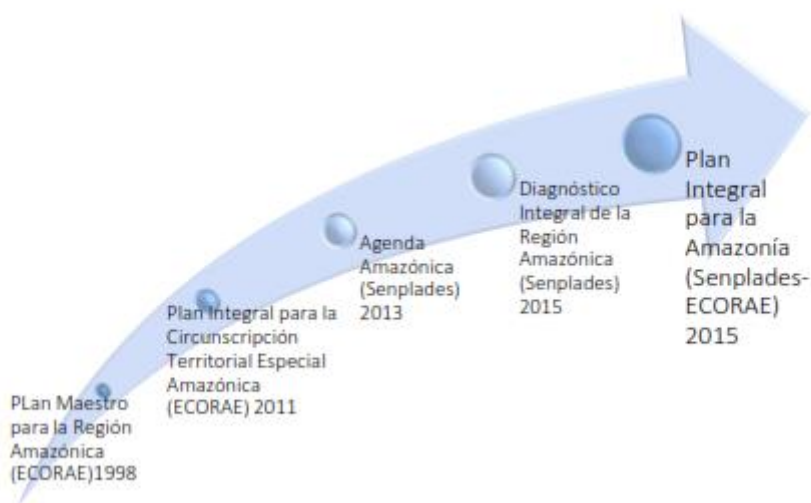 PLan Maestro
para la Región
Amazónica
(ECORAE)1998
Plan Integral para la
Circunscripción
Territorial Especial
Amazónica
(ECORAE) 2011
Agenda
Amazónica
(Senplades)
2013
Diagnóstico
Integral de la
Región
Amazónica
(Senplades)
2015
Plan
Integral
para la
Amazonía
(Senplades-
ECORAE)
2015